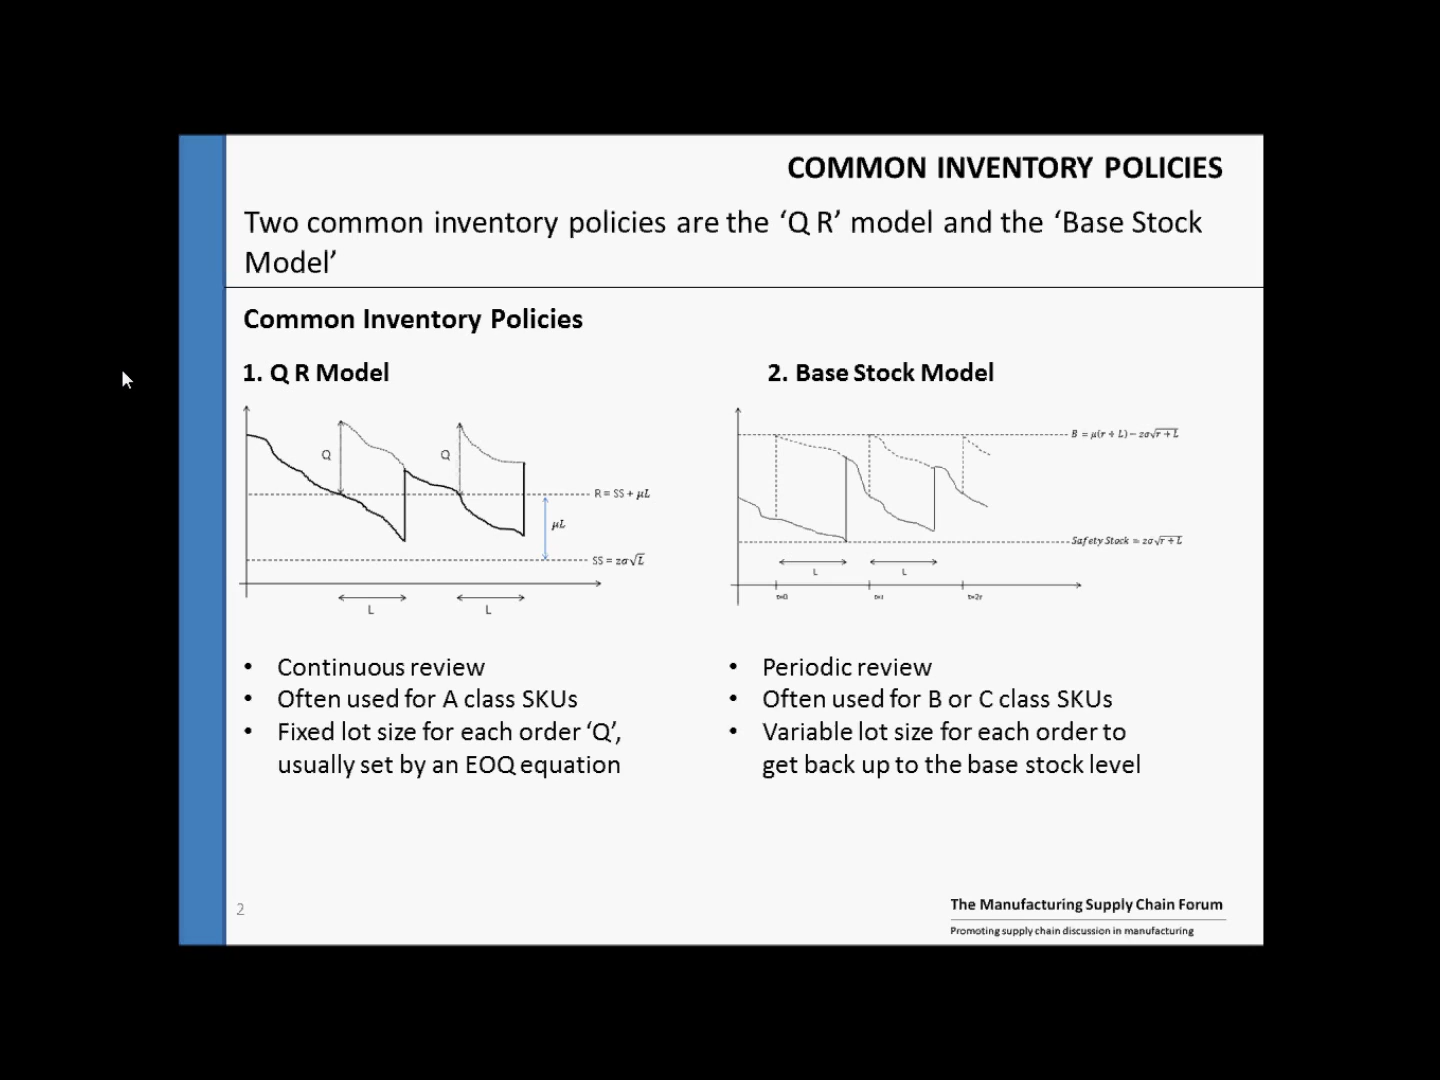 COMMON INVENTORY POLICIES
Two common inventory policies are the ‘Q R’ model and the ‘Base Stock
Model’
Common Inventory Policies
1. Q R Model
2. Base Stock Model
Q
Q
R = SS + μL
μL
SS = zσ√L
L
L
B = μ(r + L) − zσ√r + L
Safety Stock = zσ√r + L
L
L
t=0
t=r
t=2r
• Continuous review
• Often used for A class SKUs
• Fixed lot size for each order ‘Q’,
usually set by an EOQ equation
• Periodic review
• Often used for B or C class SKUs
• Variable lot size for each order to
get back up to the base stock level
2
The Manufacturing Supply Chain Forum
Promoting supply chain discussion in manufacturing